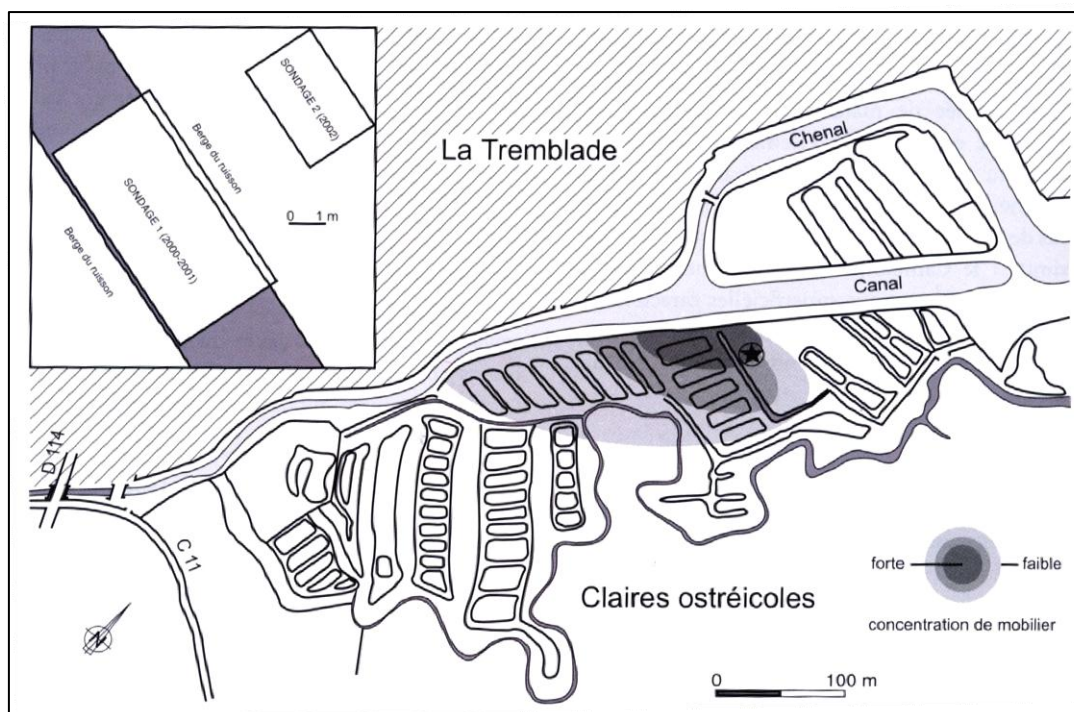 SONDAGE 2 (2002)
Berge du ruisson
SONDAGE 1 (2000-2001)
0 1 m
Berge du ruisson
La Tremblade
Chenal
Canal
D 114
C 11
N
Claires ostréicoles
forte
faible
concentration de mobilier
0 100 m